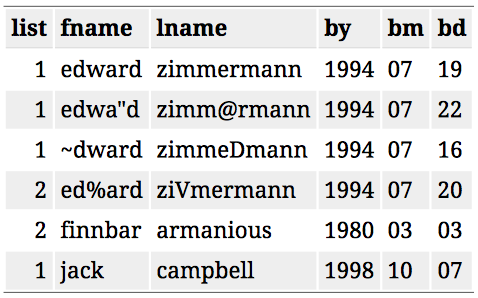 list fname lname by bm bd
1 edward zimmermann 1994 07 19
1 edwa"d zimm@rmann 1994 07 22
1 ~dward zimmeDmann 1994 07 16
2 ed%ard ziVmermann 1994 07 20
2 finnbar armanious 1980 03 03
1 jack campbell 1998 10 07